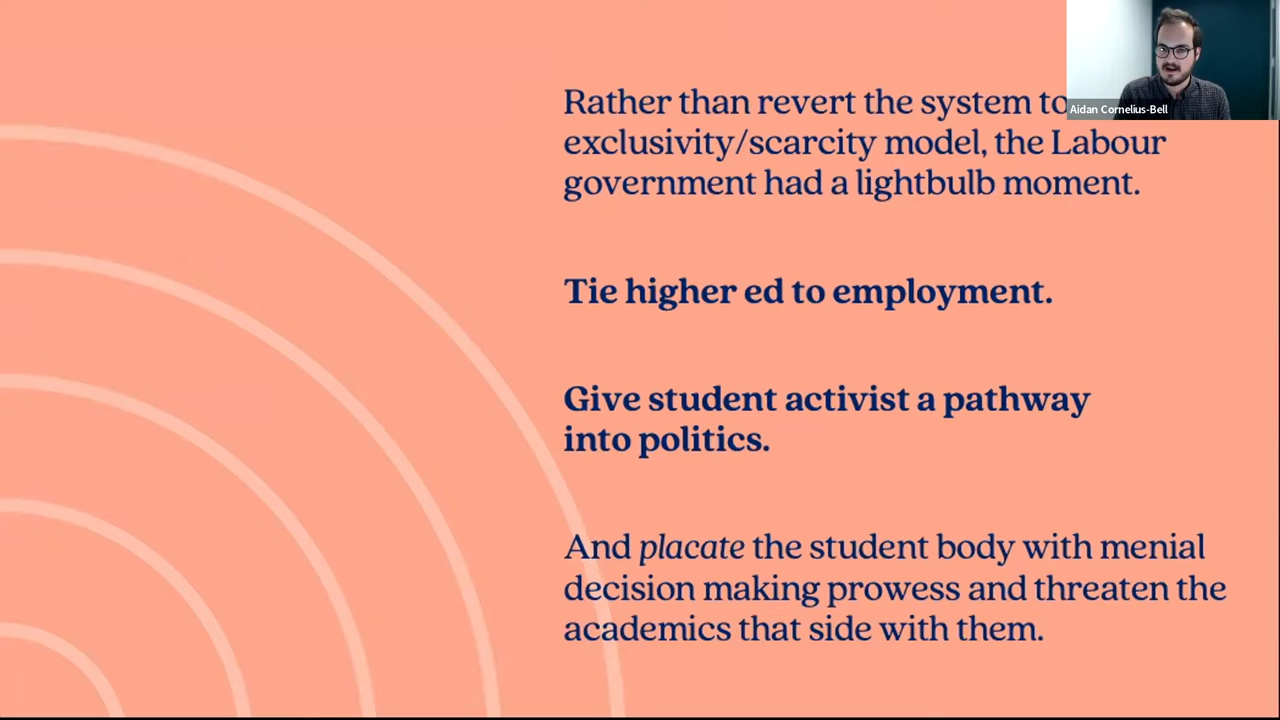 Rather than revert the system to
exclusivity/scarcity model, the Labour
government had a lightbulb moment.
Tie higher ed to employment.
Give student activist a pathway
into politics.
And placate the student body with menial
decision making prowess and threaten the
academics that side with them.
Aidan Cornelius-Bell